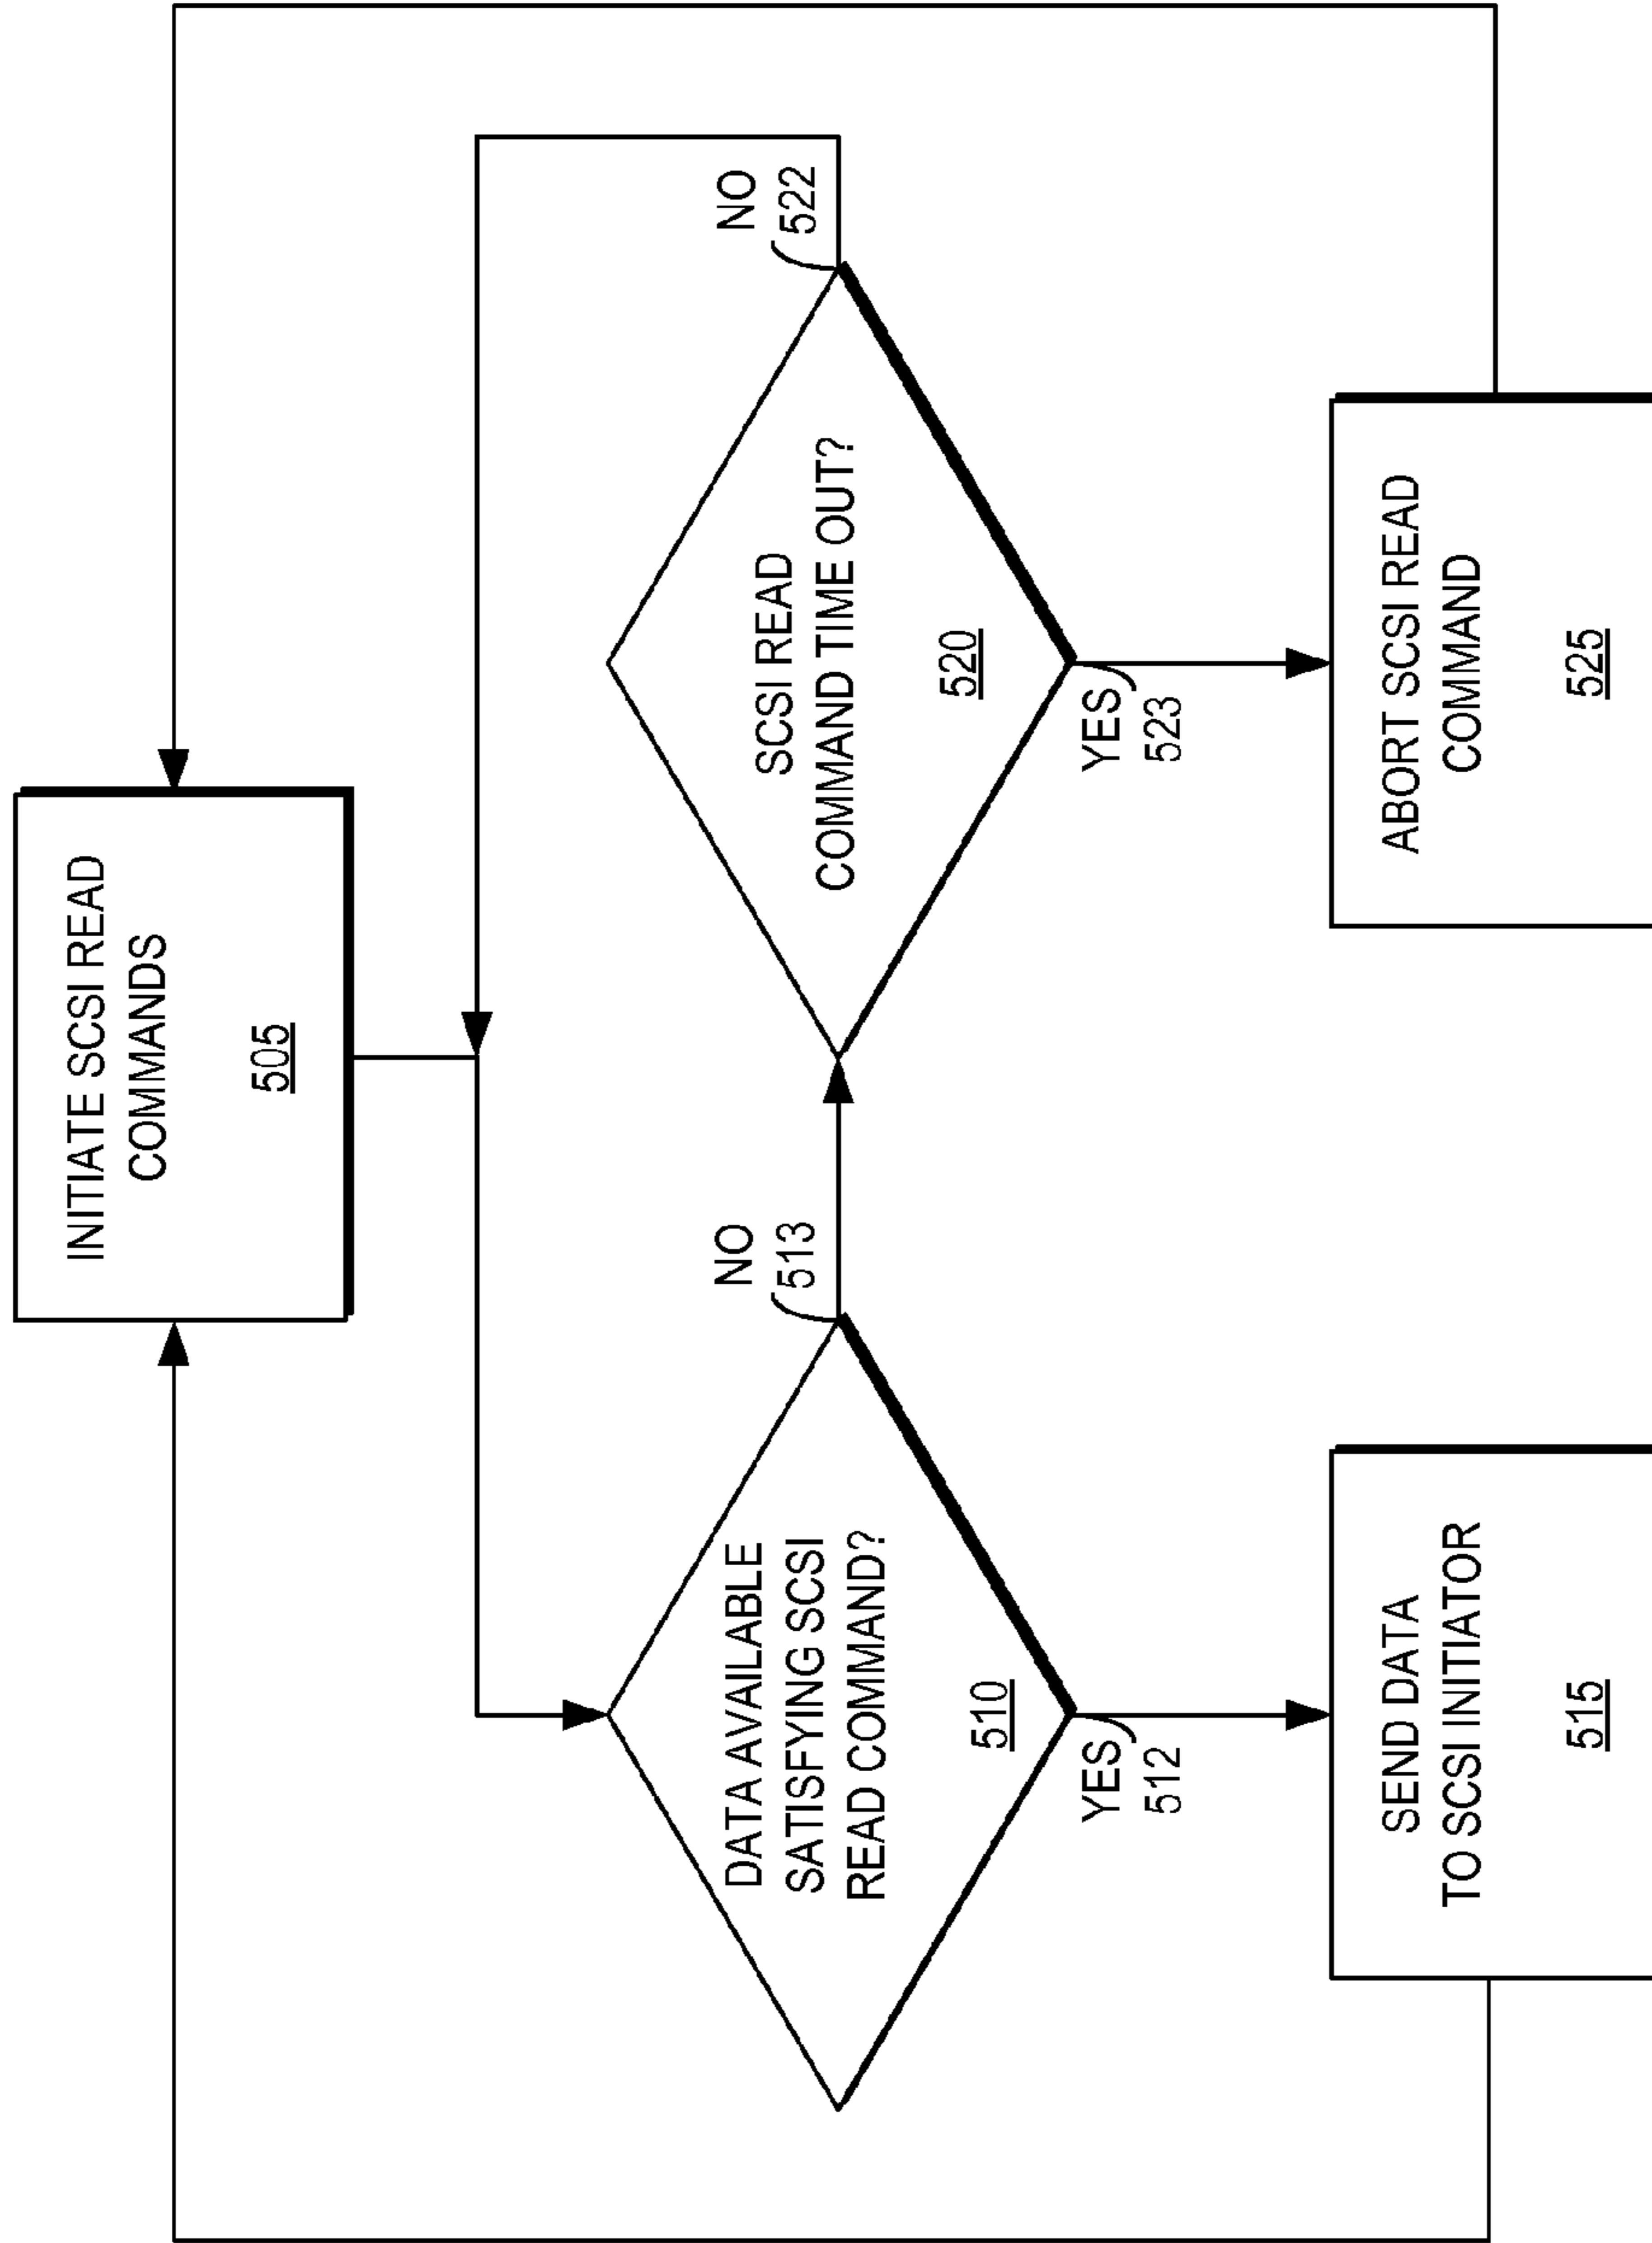 INITIATE SCSI READ
COMMANDS
505
DATA AVAILABLE
SATISFYING SCSI
READ COMMAND?
510
NO
513
YES
512
SCSI READ
COMMAND TIME OUT?
520
NO
522
YES
523
SEND DATA
TO SCSI INITIATOR
515
ABORT SCSI READ
COMMAND
525